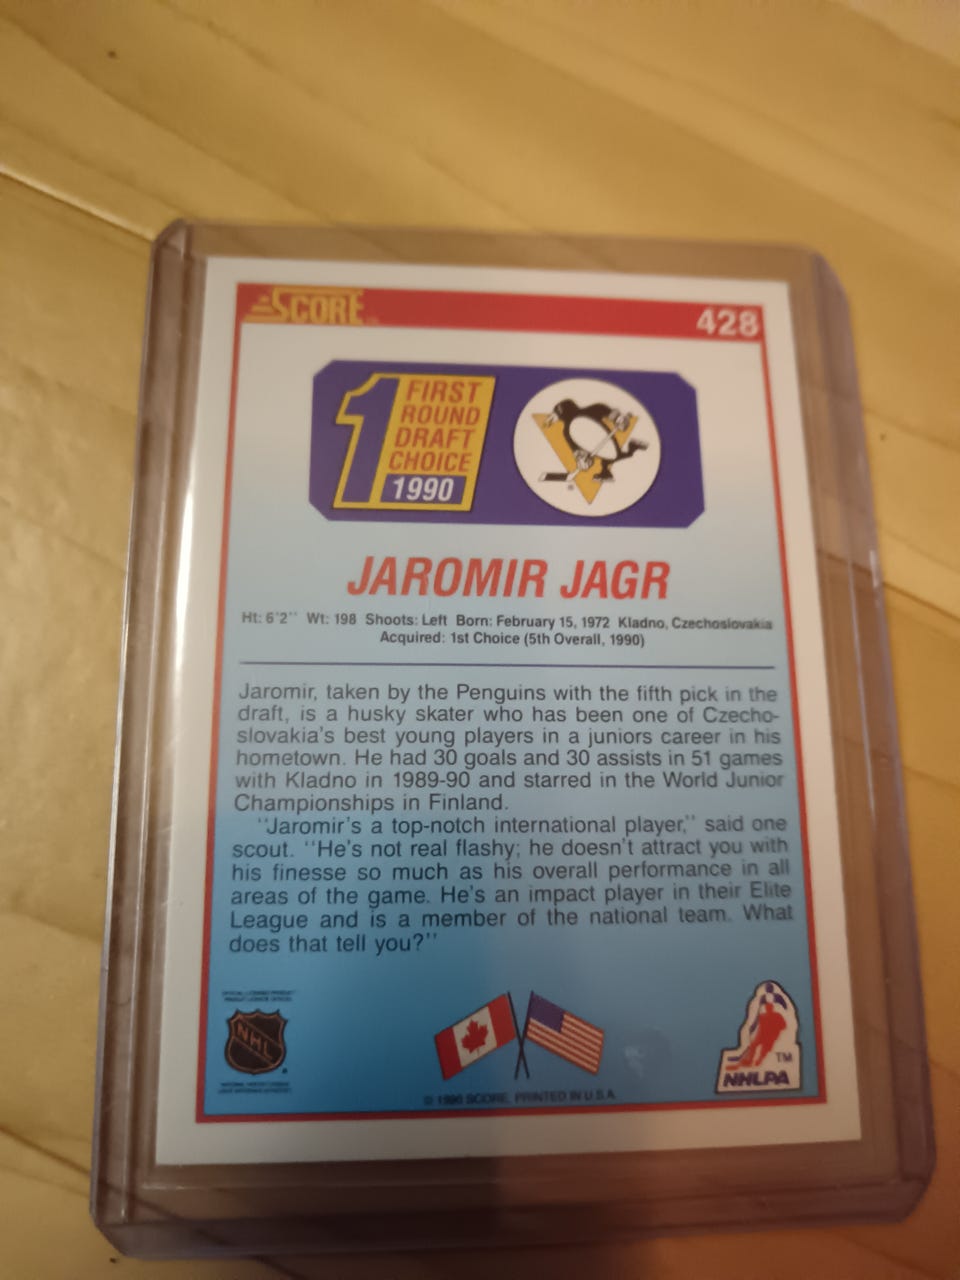 SCORE
428
1 FIRST
ROUND
DRAFT
CHOICE
1990
JAROMIR JAGR
Ht: 6'2'' Wt: 198 Shoots: Left Born: February 15, 1972 Kladno, Czechoslovakia
Acquired: 1st Choice (5th Overall, 1990)
Jaromir, taken by the Penguins with the fifth pick in the
draft, is a husky skater who has been one of Czecho-
slovakia's best young players in a juniors career in his
hometown. He had 30 goals and 30 assists in 51 games
with Kladno in 1989-90 and starred in the World Junior
Championships in Finland.
''Jaromir's a top-notch international player,'' said one
scout. ''He's not real flashy; he doesn't attract you with
his finesse so much as his overall performance in all
areas of the game. He's an impact player in their Elite
League and is a member of the national team. What
does that tell you?''
NHL
TM
NHLPA
© 1990 SCORE, PRINTED IN U.S.A.